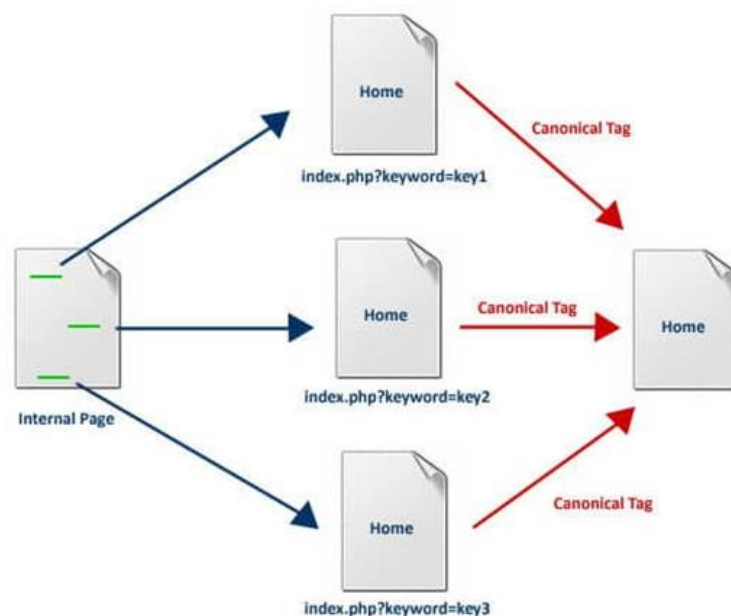 Home
Canonical Tag
index.php?keyword=key1
Home
Canonical Tag
Home
Internal Page
index.php?keyword=key2
Home
Canonical Tag
index.php?keyword=key3